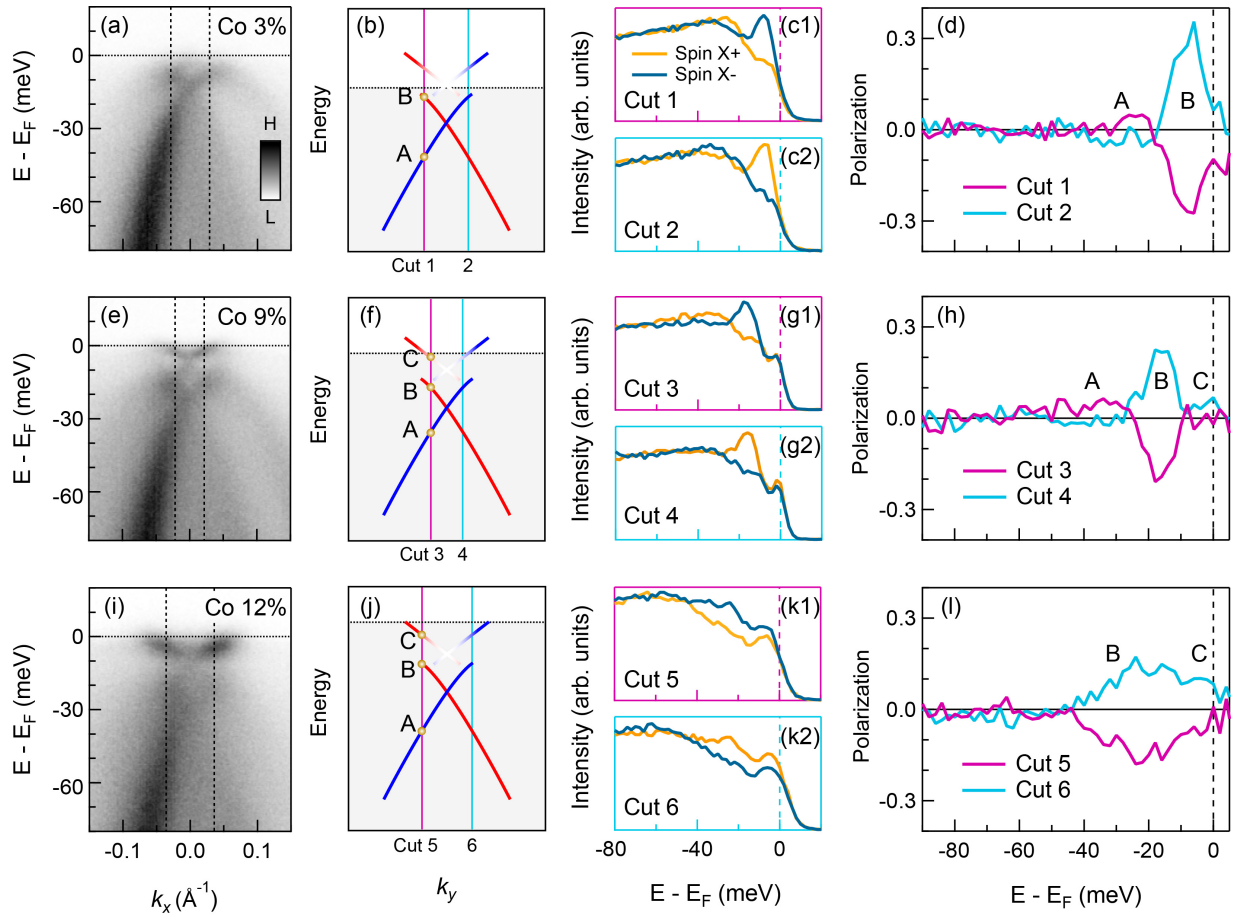 (a)
Co 3%
E - E_F (meV)
0
-30
-60
H
L
(b)
Energy
B
A
Cut 1
2
(c1)
Intensity (arb. units)
Spin X+
Spin X-
Cut 1
(c2)
Cut 2
(d)
Polarization
0.3
0.0
-0.3
A
B
Cut 1
Cut 2
(e)
Co 9%
E - E_F (meV)
0
-30
-60
(f)
Energy
C
B
A
Cut 3
4
(g1)
Intensity (arb. units)
Cut 3
(g2)
Cut 4
(h)
Polarization
0.3
0.0
-0.3
A
B
C
Cut 3
Cut 4
(i)
Co 12%
E - E_F (meV)
0
-30
-60
-0.1
0.0
0.1
k_x (Å⁻¹)
(j)
Energy
C
B
A
Cut 5
6
k_y
(k1)
Intensity (arb. units)
Cut 5
(k2)
Cut 6
-80
-40
0
E - E_F (meV)
(l)
Polarization
0.3
0.0
-0.3
B
C
Cut 5
Cut 6
-80
-60
-40
-20
0
E - E_F (meV)